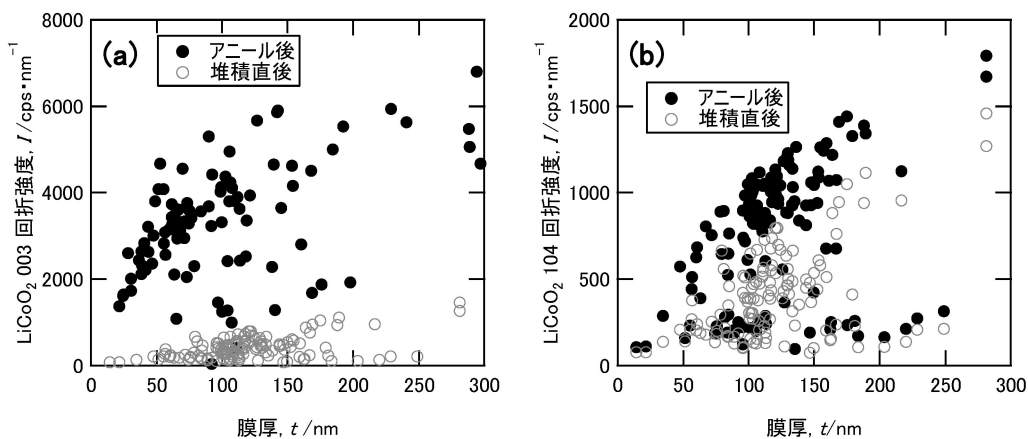 (a)
アニール後
堆積直後
8000
6000
4000
2000
0
0 50 100 150 200 250 300
LiCoO₂ 003 回折強度, I /cps・nm⁻¹
膜厚, t /nm
(b)
アニール後
堆積直後
2000
1500
1000
500
0
0 50 100 150 200 250 300
LiCoO₂ 104 回折強度, I /cps・nm⁻¹
膜厚, t/nm